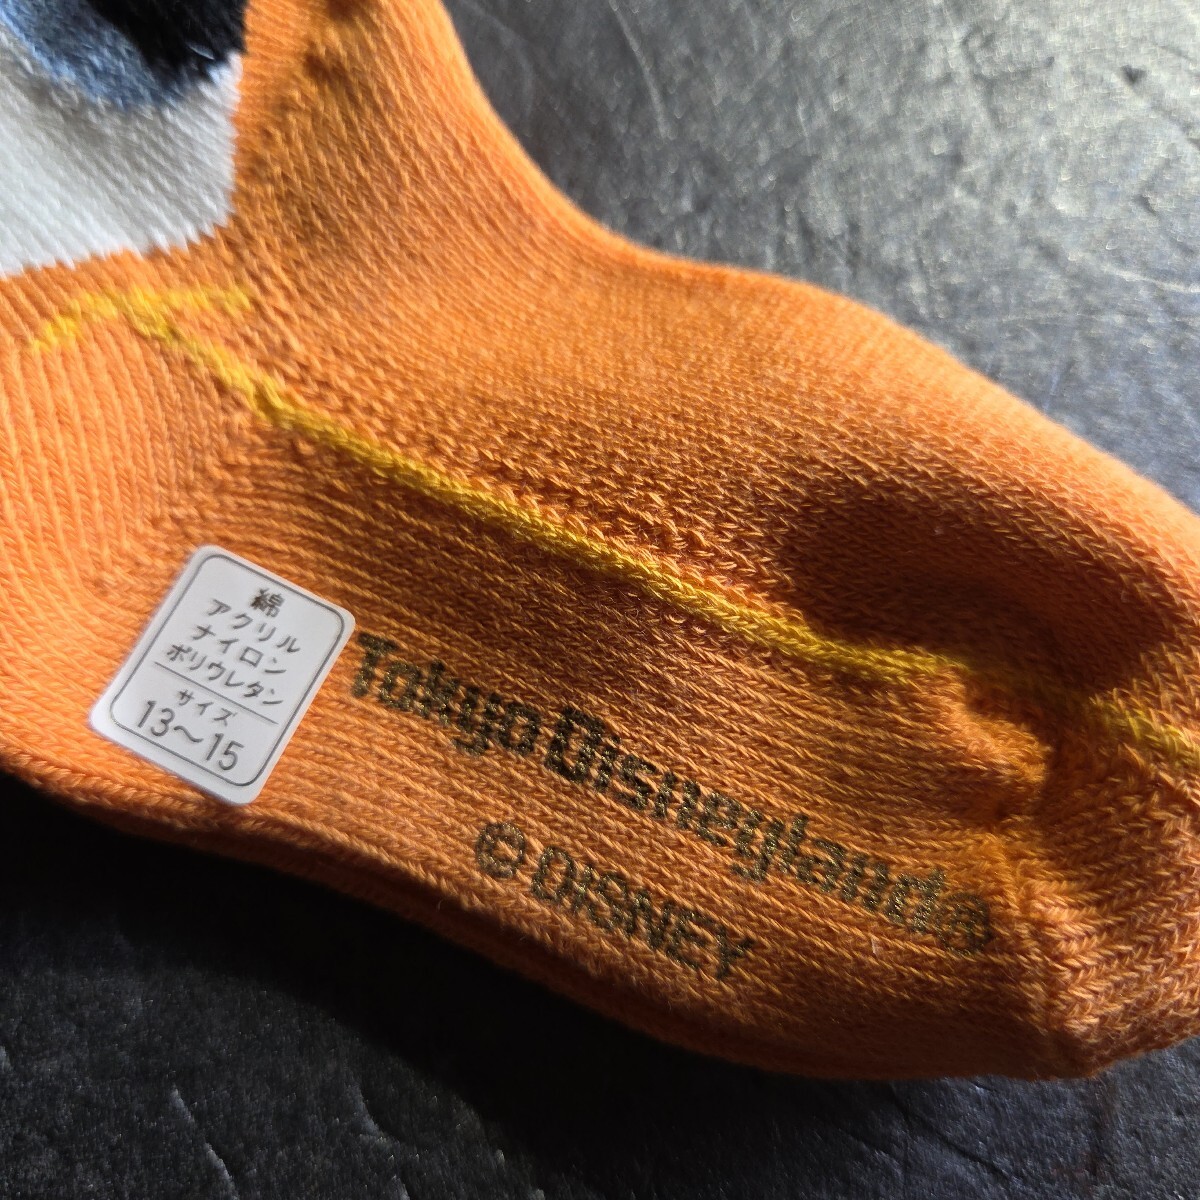 綿
アクリル
ナイロン
ポリウレタン
サイズ
13～15
Tokyo Disneyland®
© DISNEY